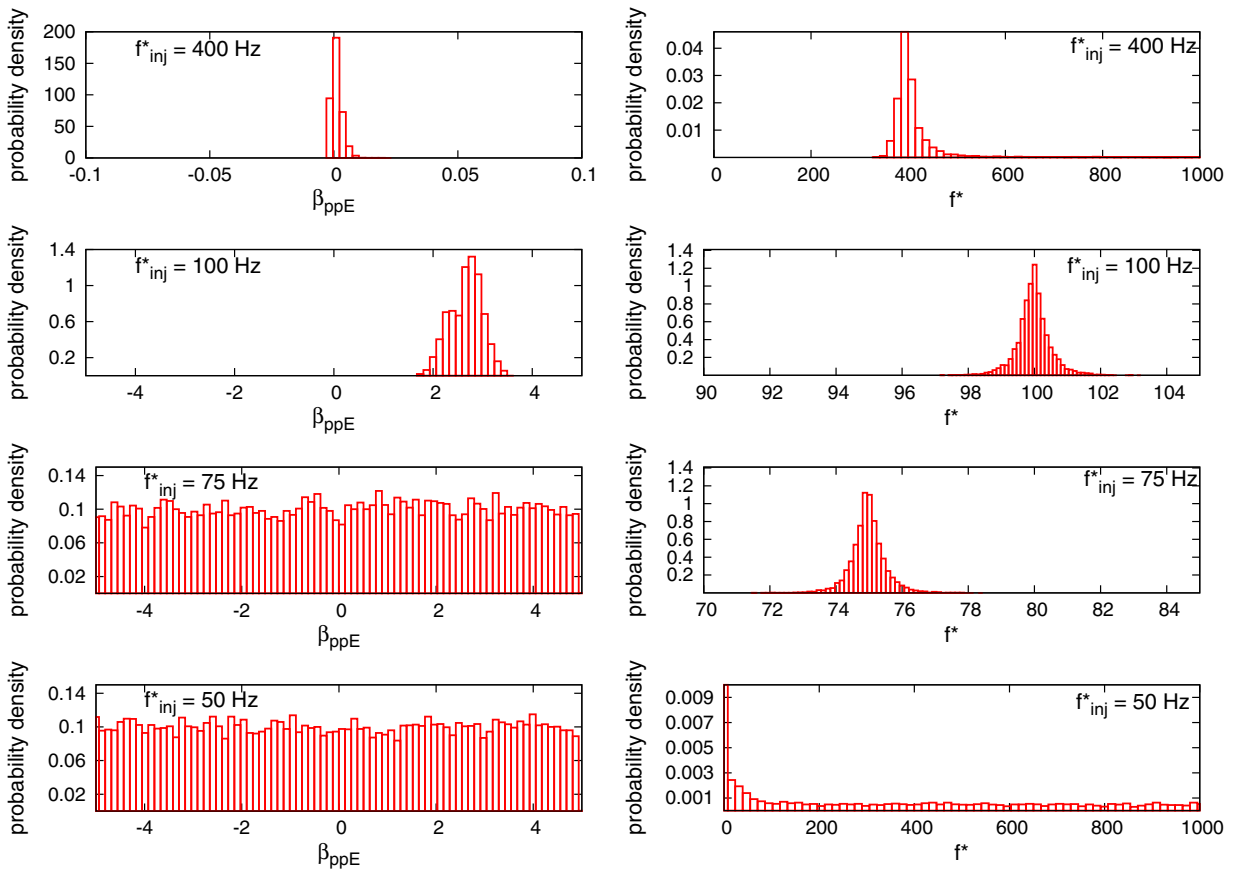 probability density
200
150
100
50
0
f*inj = 400 Hz
-0.1 -0.05 0 0.05 0.1
βppE
probability density
0.04
0.03
0.02
0.01
f*inj = 400 Hz
0 200 400 600 800 1000
f*
probability density
1.4
1
0.6
0.2
f*inj = 100 Hz
-4 -2 0 2 4
βppE
probability density
1.4
1.2
1
0.8
0.6
0.4
0.2
f*inj = 100 Hz
90 92 94 96 98 100 102 104
f*
probability density
0.14
0.1
0.06
0.02
f*inj = 75 Hz
-4 -2 0 2 4
βppE
probability density
1.4
1.2
1
0.8
0.6
0.4
0.2
f*inj = 75 Hz
70 72 74 76 78 80 82 84
f*
probability density
0.14
0.1
0.06
0.02
f*inj = 50 Hz
-4 -2 0 2 4
βppE
probability density
0.009
0.007
0.005
0.003
0.001
f*inj = 50 Hz
0 200 400 600 800 1000
f*